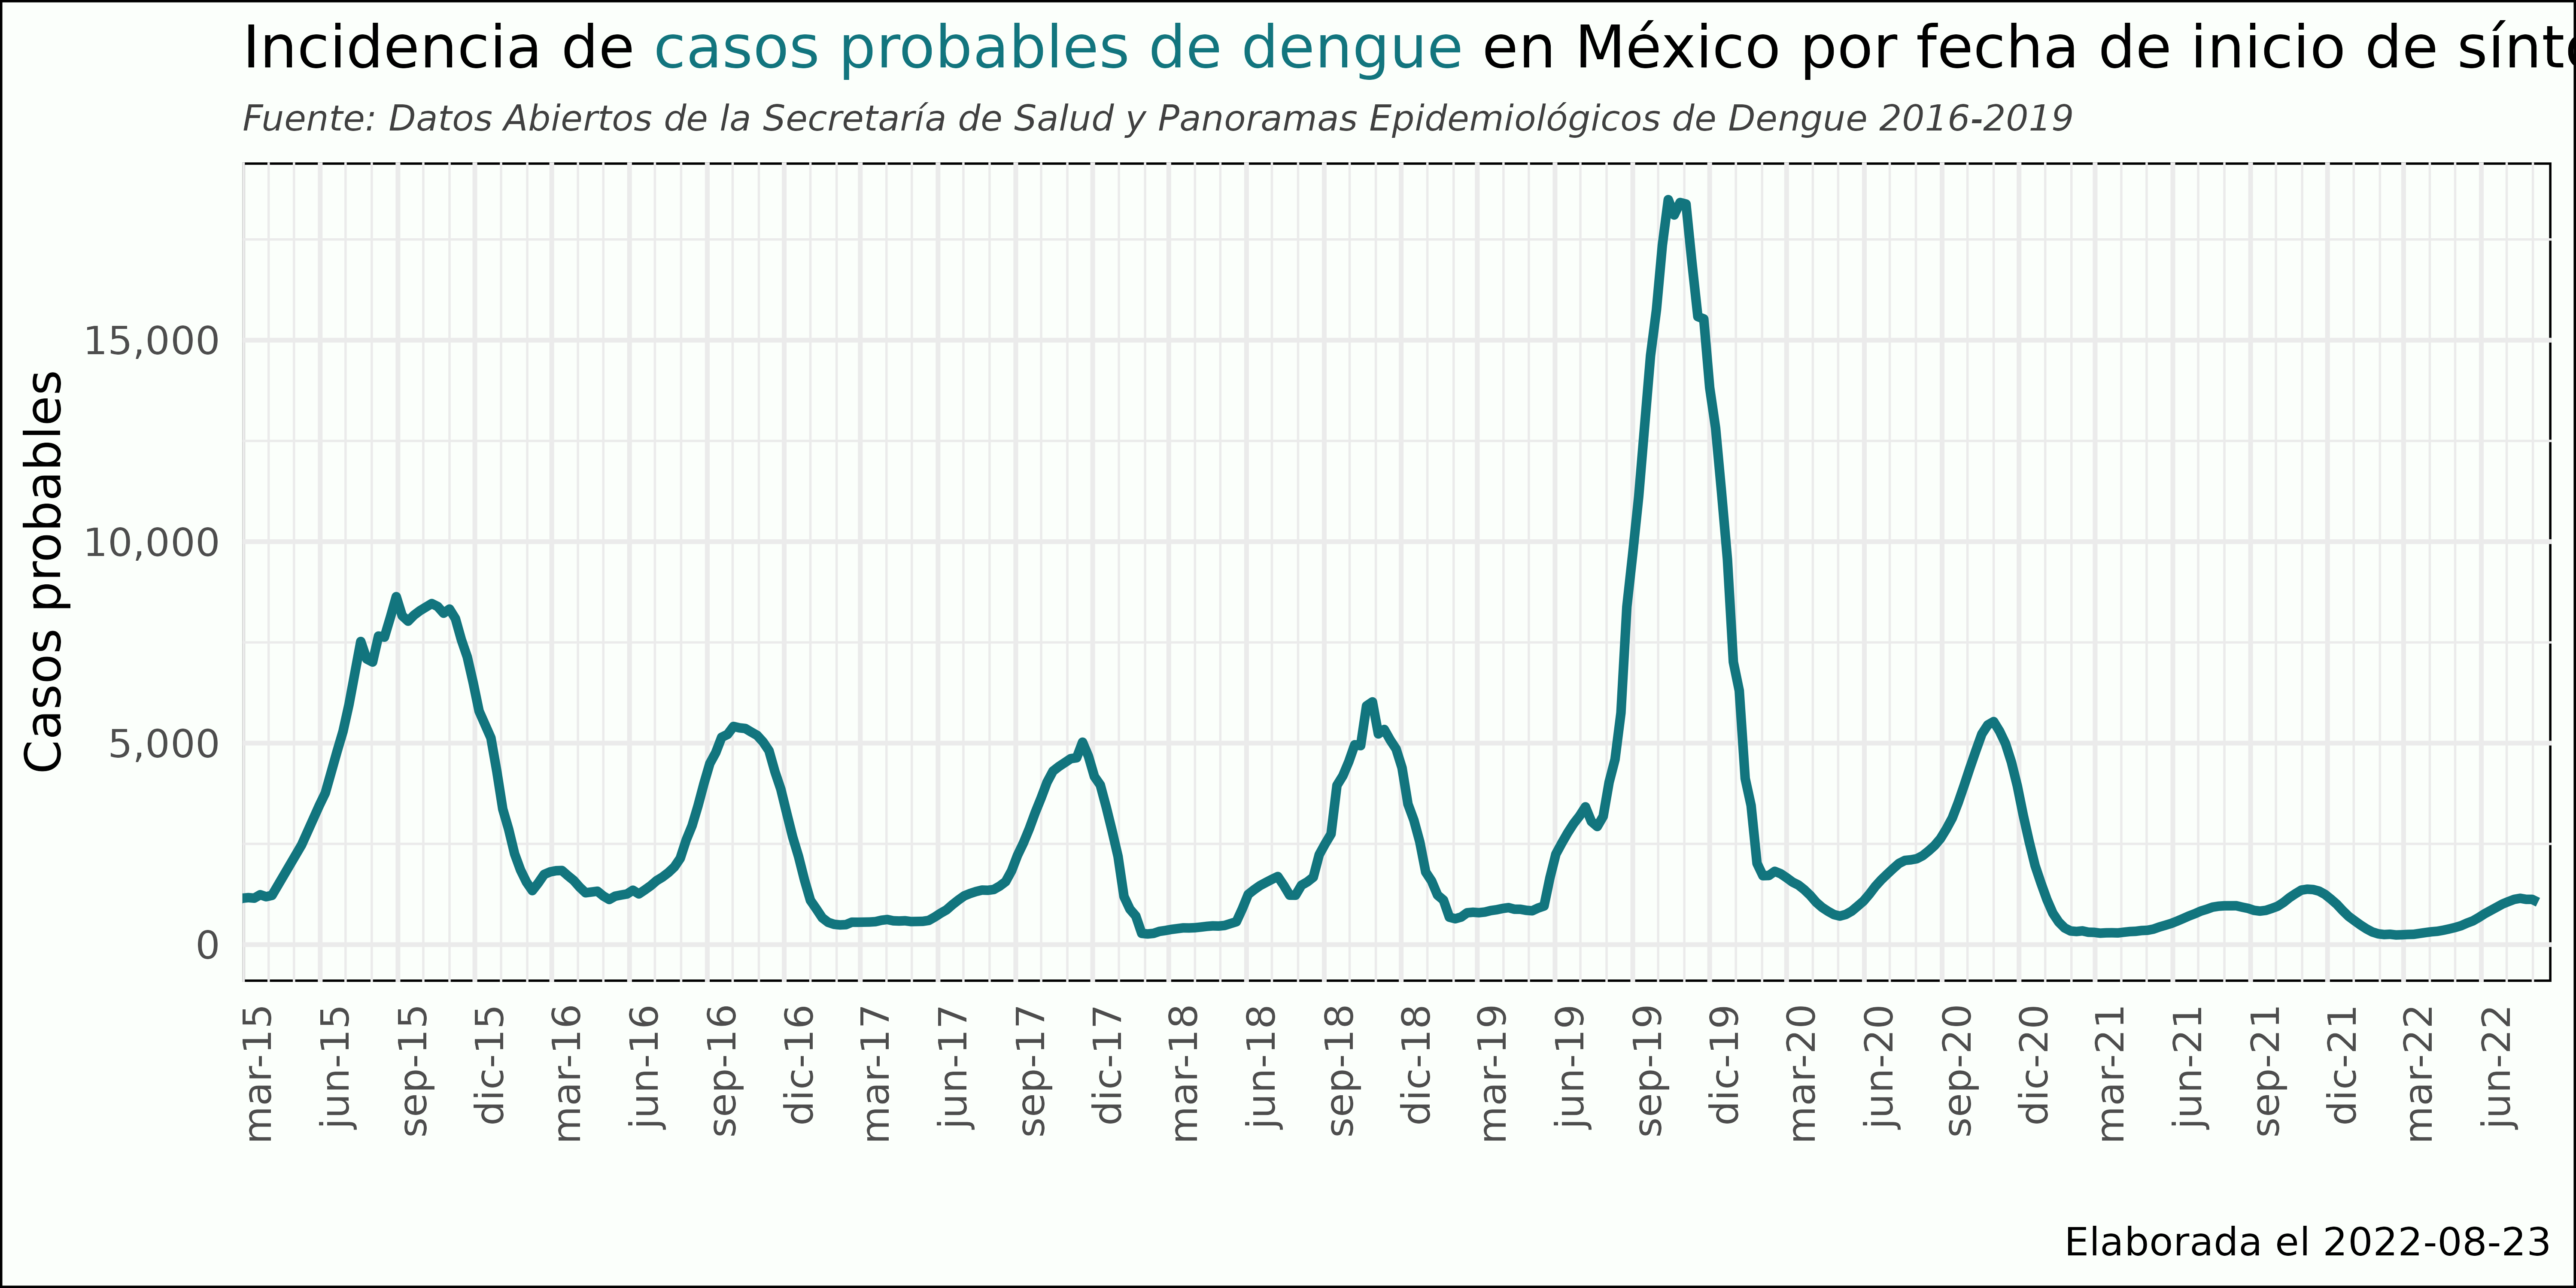 Incidencia de casos probables de dengue en México por fecha de inicio de sínt
Fuente: Datos Abiertos de la Secretaría de Salud y Panoramas Epidemiológicos de Dengue 2016-2019
Casos probables
15,000
10,000
5,000
0
mar-15
jun-15
sep-15
dic-15
mar-16
jun-16
sep-16
dic-16
mar-17
jun-17
sep-17
dic-17
mar-18
jun-18
sep-18
dic-18
mar-19
jun-19
sep-19
dic-19
mar-20
jun-20
sep-20
dic-20
mar-21
jun-21
sep-21
dic-21
mar-22
jun-22
Elaborada el 2022-08-23